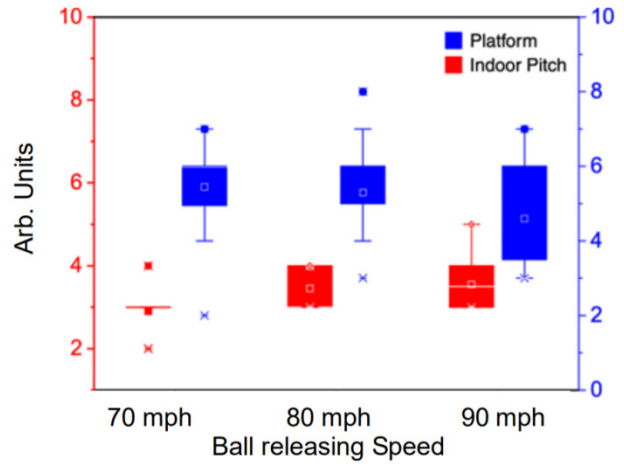 10
10
Platform
Indoor Pitch
8
8
6
6
4
4
2
2
0
Arb. Units
70 mph
80 mph
90 mph
Ball releasing Speed